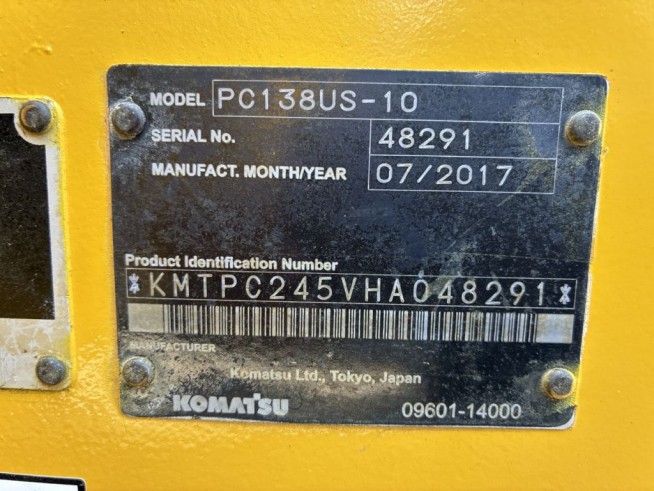 MODEL PC138US-10
SERIAL No. 48291
MANUFACT. MONTH/YEAR 07/2017
Product Identification Number
*KMTPC245VHA048291*
MANUFACTURER
Komatsu Ltd., Tokyo, Japan
KOMATSU 09601-14000